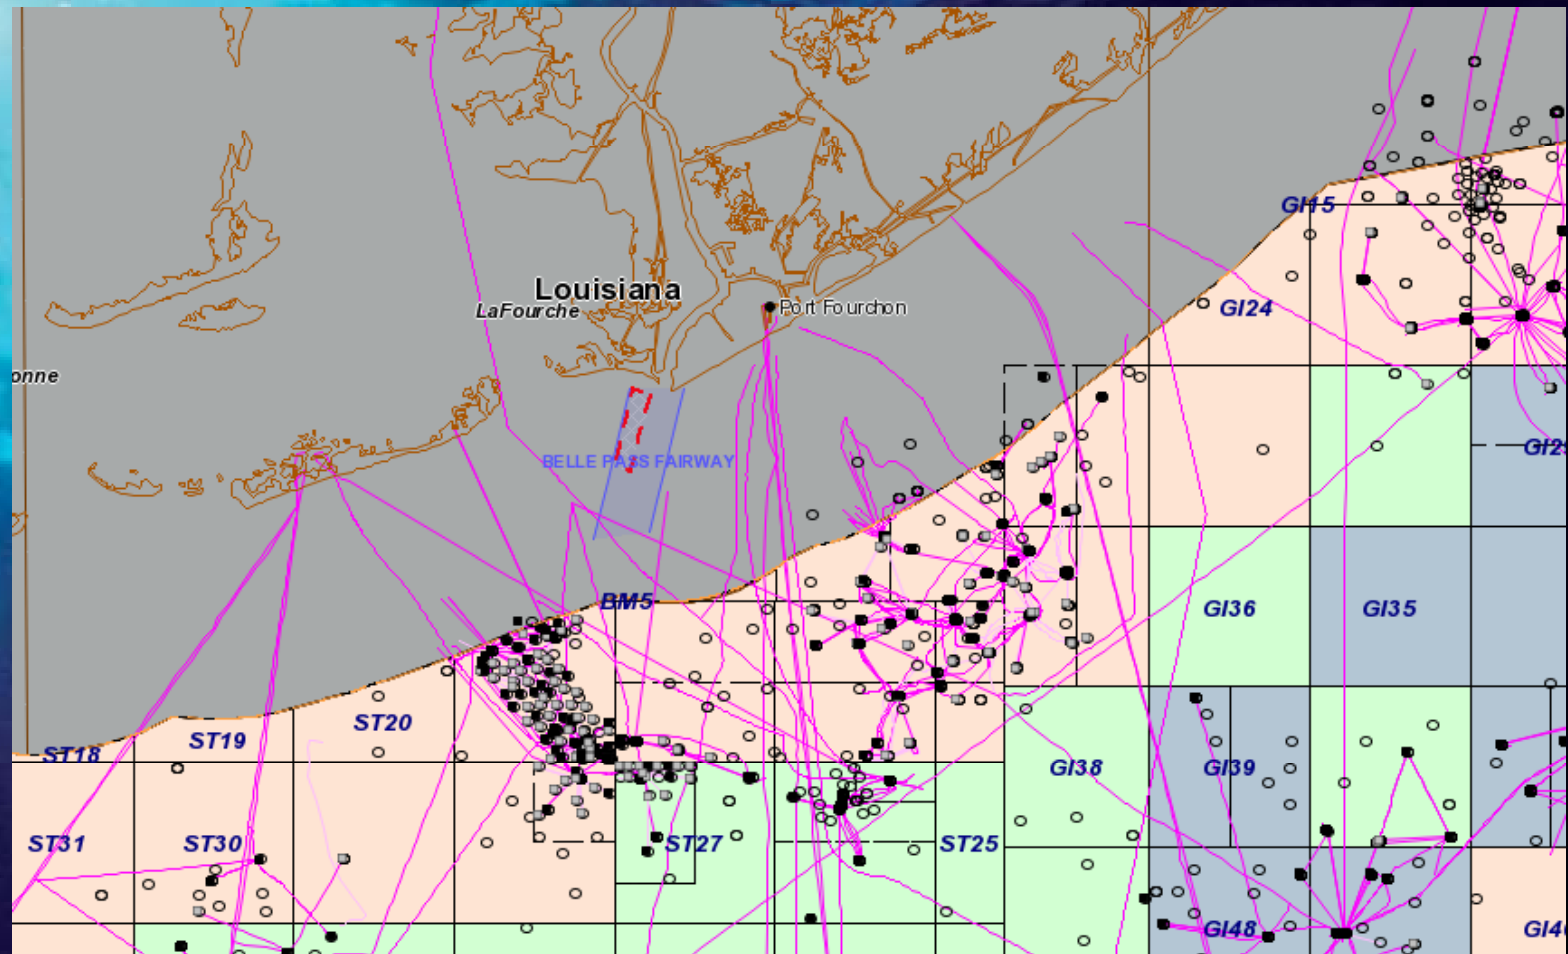 GI15
Louisiana
LaFourche
Port Fourchon
GI24
onne
BELLE PASS FAIRWAY
BM5
GI36
GI35
ST20
ST19
ST18
GI38
GI39
ST31
ST30
ST27
ST25
GI48